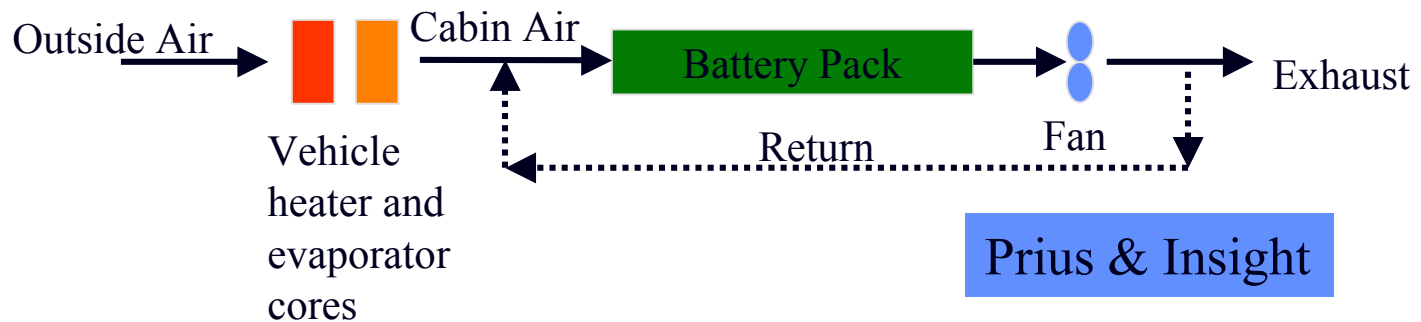 Outside Air
Cabin Air
Battery Pack
Exhaust
Vehicle
heater and
evaporator
cores
Return
Fan
Prius & Insight